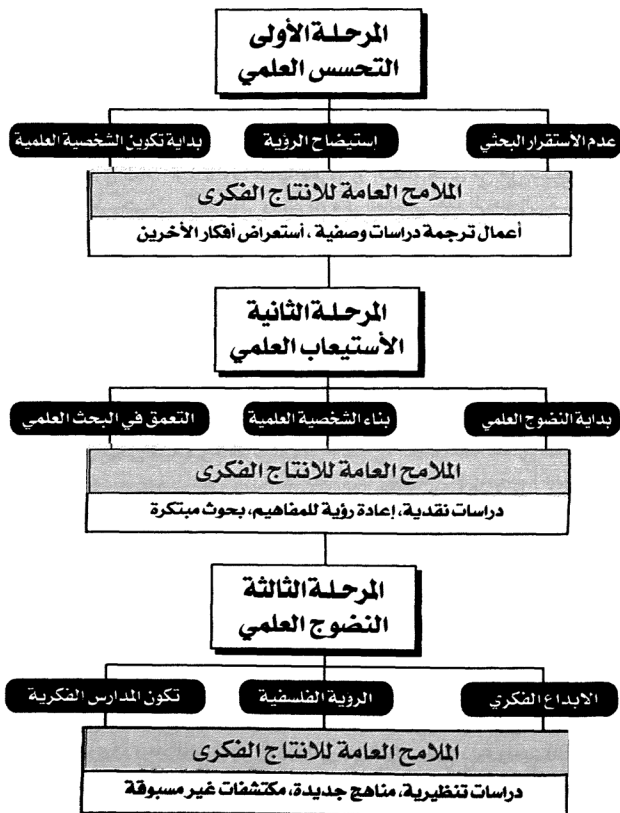 المرحلة الأولى
التحسس العلمي
عدم الأستقرار البحثي
إستيضاح الرؤية
بداية تكوين الشخصية العلمية
الملامح العامة للانتاج الفكرى
أعمال ترجمة دراسات وصفية ، أستعراض أفكار الأخرين
المرحلة الثانية
الأستيعاب العلمي
بداية النضوج العلمي
بناء الشخصية العلمية
التعمق في البحث العلمي
الملامح العامة للانتاج الفكرى
دراسات نقدية، إعادة رؤية للمفاهيم، بحوث مبتكرة
المرحلة الثالثة
النضوج العلمي
الابداع الفكري
الروية الفلسفية
تكون المدارس الفكرية
الملامح العامة للانتاج الفكرى
دراسات تنظيرية، مناهج جديدة، مكتشفات غير مسبوقة